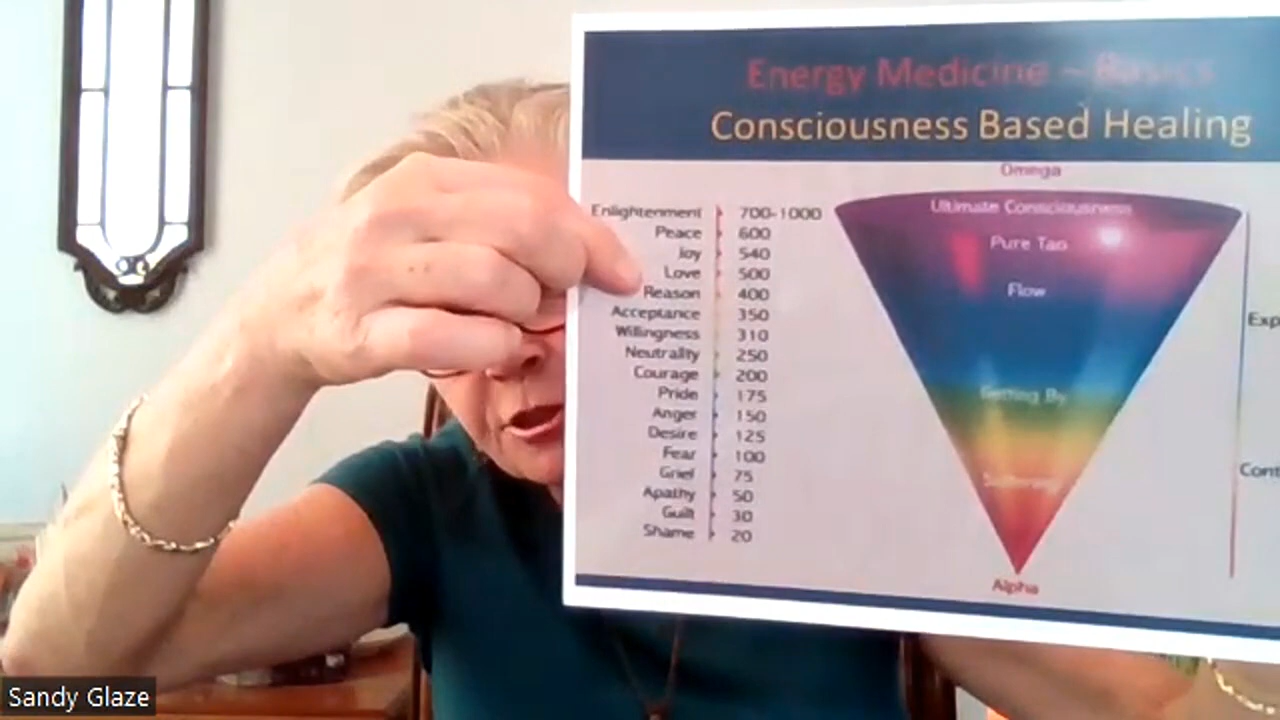 Energy Medicine – Basics
Consciousness Based Healing
Omega
Enlightenment 700-1000
Peace 600
Joy 540
Love 500
Reason 400
Acceptance 350
Willingness 310
Neutrality 250
Courage 200
Pride 175
Anger 150
Desire 125
Fear 100
Grief 75
Apathy 50
Guilt 30
Shame 20
Ultimate Consciousness
Pure Tao
Flow
Getting By
Suffering
Alpha
Exp
Cont
Sandy Glaze